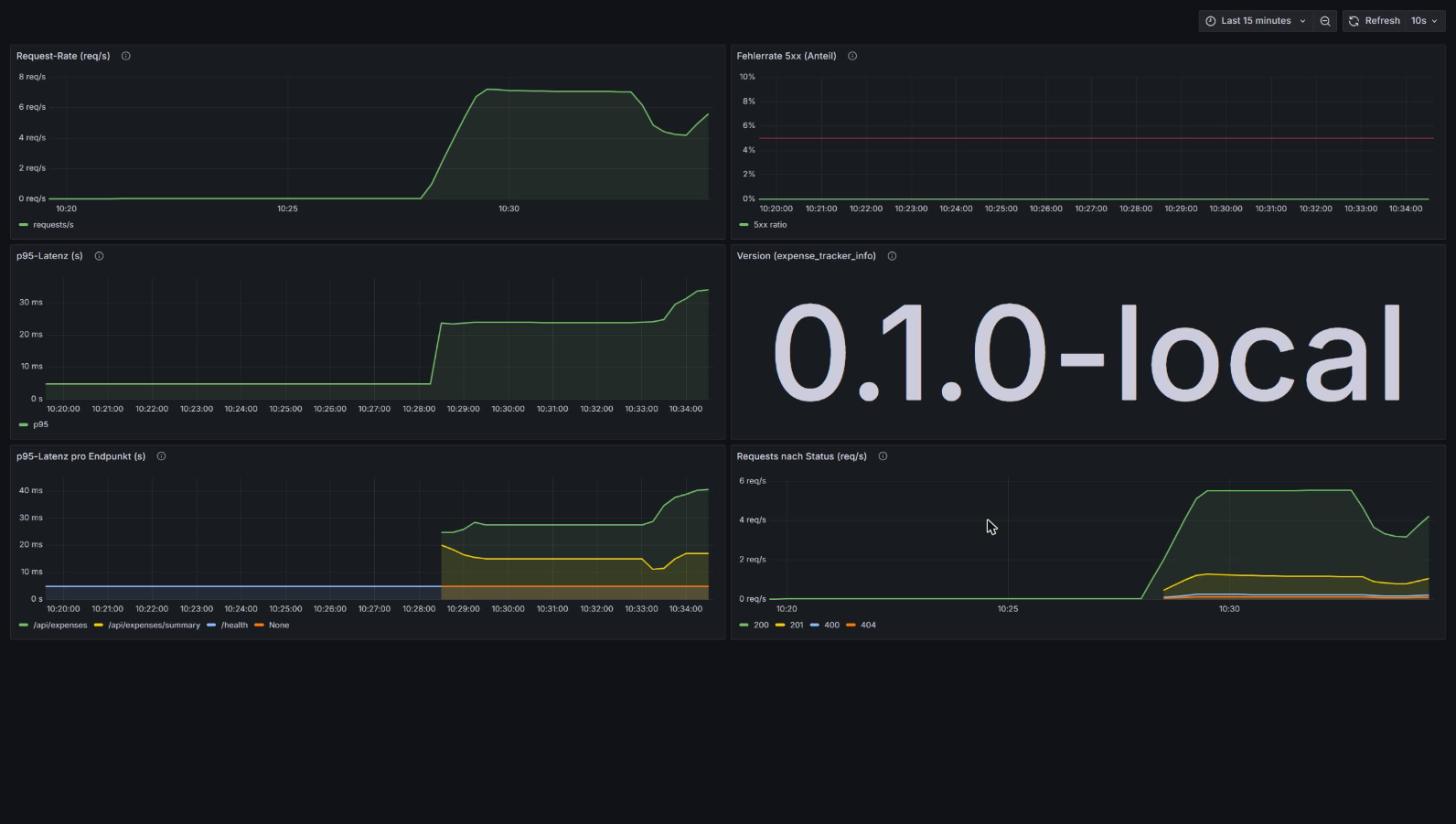 Last 15 minutes Refresh 10s
Request-Rate (req/s)
8 req/s
6 req/s
4 req/s
2 req/s
0 req/s
10:20 10:25 10:30
requests/s
Fehlerrate 5xx (Anteil)
10%
8%
6%
4%
2%
0%
10:20:00 10:21:00 10:22:00 10:23:00 10:24:00 10:25:00 10:26:00 10:27:00 10:28:00 10:29:00 10:30:00 10:31:00 10:32:00 10:33:00 10:34:00
5xx ratio
p95-Latenz (s)
30 ms
20 ms
10 ms
0 s
10:20:00 10:21:00 10:22:00 10:23:00 10:24:00 10:25:00 10:26:00 10:27:00 10:28:00 10:29:00 10:30:00 10:31:00 10:32:00 10:33:00 10:34:00
p95
Version (expense_tracker_info)
0.1.0-local
p95-Latenz pro Endpunkt (s)
40 ms
30 ms
20 ms
10 ms
0 s
10:20:00 10:21:00 10:22:00 10:23:00 10:24:00 10:25:00 10:26:00 10:27:00 10:28:00 10:29:00 10:30:00 10:31:00 10:32:00 10:33:00 10:34:00
/api/expenses /api/expenses/summary /health None
Requests nach Status (req/s)
6 req/s
4 req/s
2 req/s
0 req/s
10:20 10:25 10:30
200 201 400 404